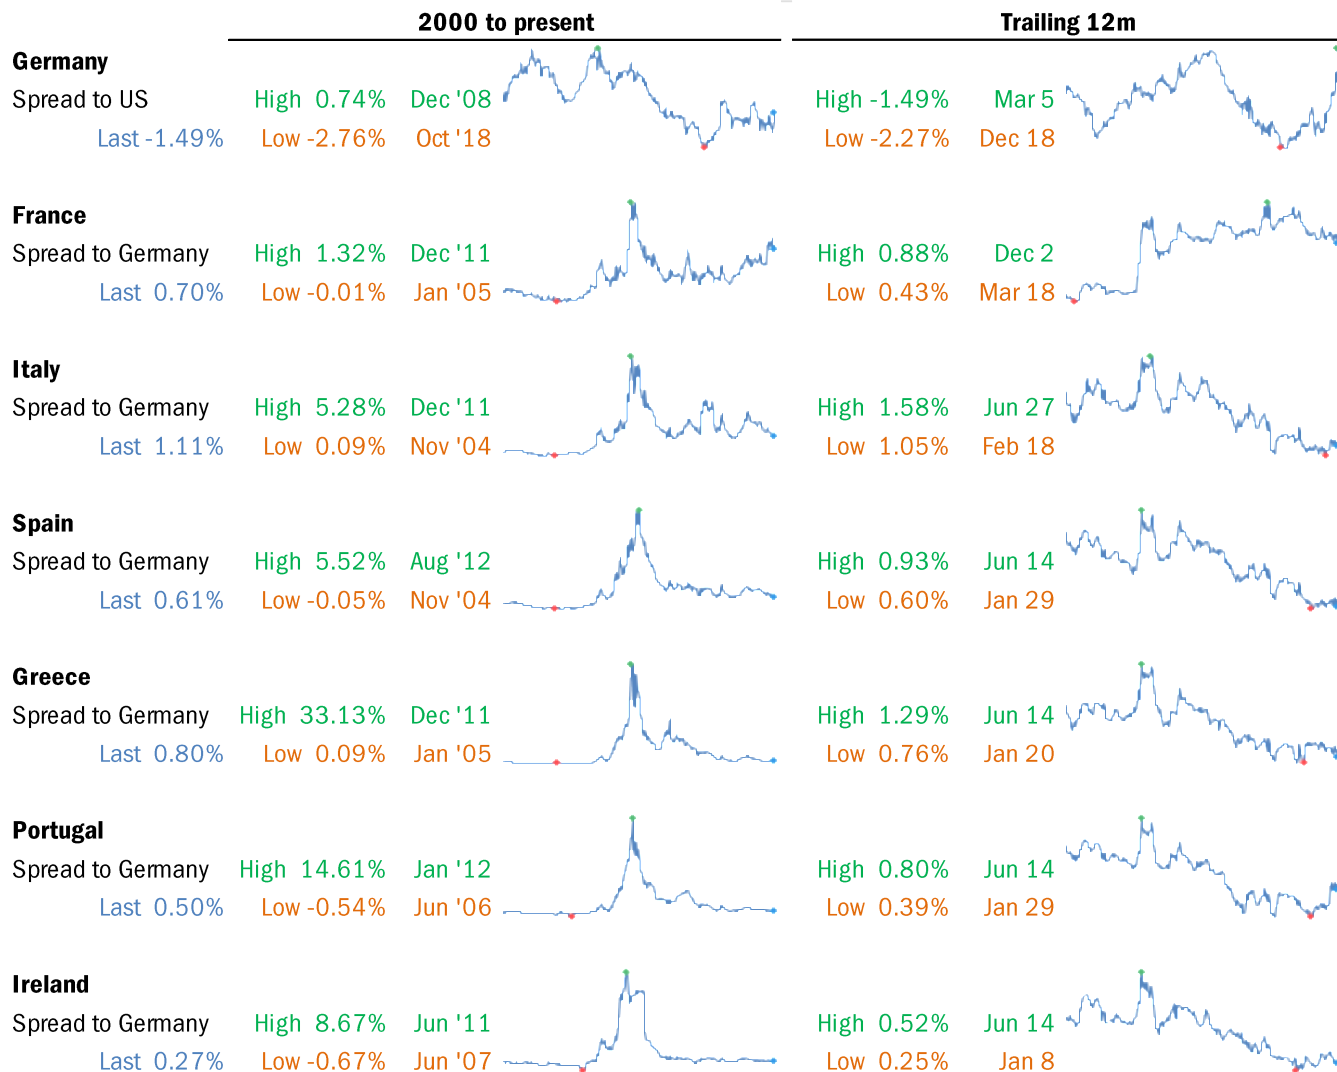 2000 to present Trailing 12m
Germany
Spread to US High 0.74% Dec '08 High -1.49% Mar 5
Last -1.49% Low -2.76% Oct '18 Low -2.27% Dec 18
France
Spread to Germany High 1.32% Dec '11 High 0.88% Dec 2
Last 0.70% Low -0.01% Jan '05 Low 0.43% Mar 18
Italy
Spread to Germany High 5.28% Dec '11 High 1.58% Jun 27
Last 1.11% Low 0.09% Nov '04 Low 1.05% Feb 18
Spain
Spread to Germany High 5.52% Aug '12 High 0.93% Jun 14
Last 0.61% Low -0.05% Nov '04 Low 0.60% Jan 29
Greece
Spread to Germany High 33.13% Dec '11 High 1.29% Jun 14
Last 0.80% Low 0.09% Jan '05 Low 0.76% Jan 20
Portugal
Spread to Germany High 14.61% Jan '12 High 0.80% Jun 14
Last 0.50% Low -0.54% Jun '06 Low 0.39% Jan 29
Ireland
Spread to Germany High 8.67% Jun '11 High 0.52% Jun 14
Last 0.27% Low -0.67% Jun '07 Low 0.25% Jan 8